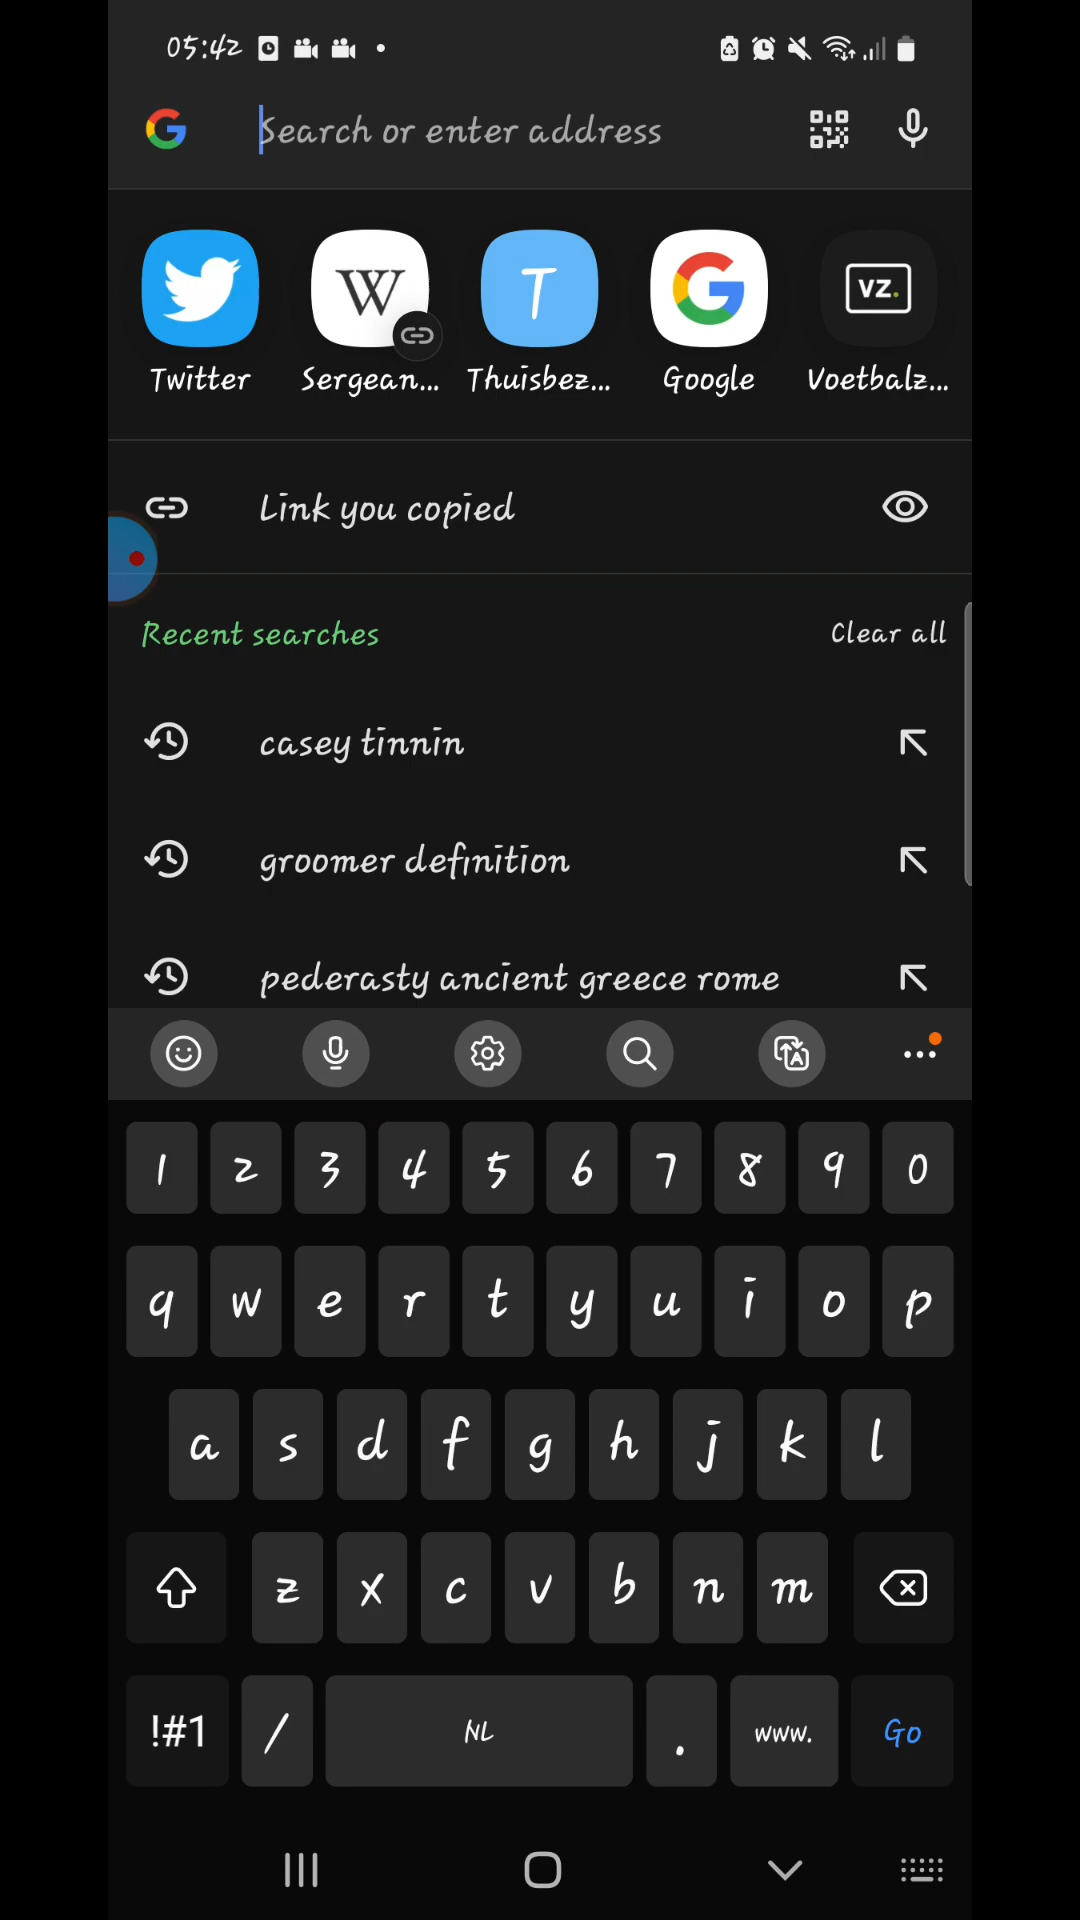 05:42
Search or enter address
W
T
VZ.
Twitter
Sergean...
Thuisbez...
Google
Voetbalz...
Link you copied
Recent searches
Clear all
casey tinnin
groomer definition
pederasty ancient greece rome
1 2 3 4 5 6 7 8 9 0
q w e r t y u i o p
a s d f g h j k l
z x c v b n m
!#1 / NL . www. Go